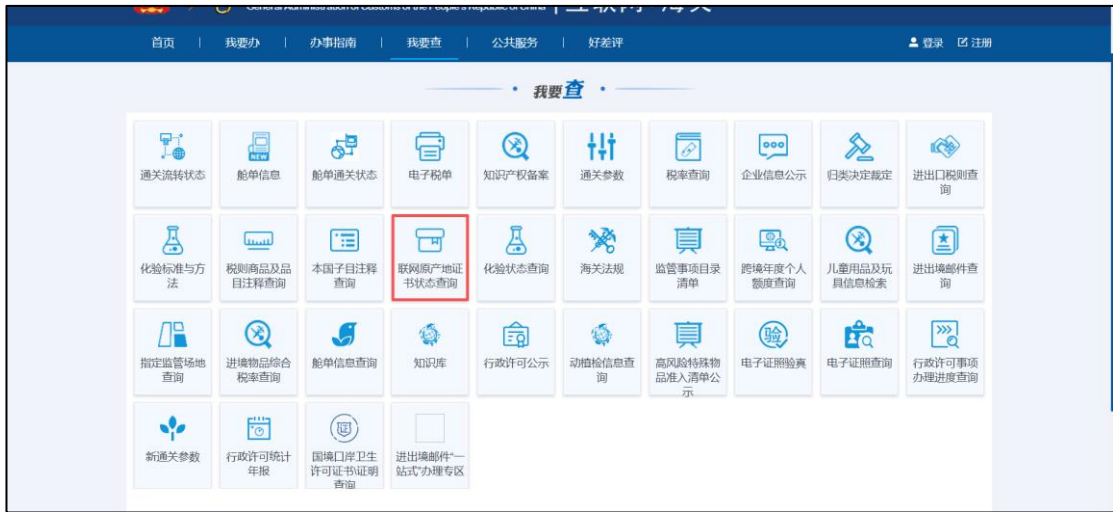 General Administration of Customs of the People's Republic of China
首页 | 我要办 | 办事指南 | 我要查 | 公共服务 | 好差评
登录 注册
我要查
通关流转状态
舱单信息
舱单通关状态
电子税单
知识产权备案
通关参数
税率查询
企业信息公示
归类决定裁定
进出口税则查
询
NEW
化验标准与方
法
税则商品及品
目注释查询
本国子目注释
查询
联网原产地证
书状态查询
化验状态查询
海关法规
监管事项目录
清单
跨境年度个人
额度查询
儿童用品及玩
具信息检索
进出境邮件查
询
指定监管场地
查询
进境物品综合
税率查询
舱单信息查询
知识库
行政许可公示
动植检信息查
询
高风险特殊物
品准入清单公
示
验
电子证照验真
电子证照查询
行政许可事项
办理进度查询
新通关参数
行政许可统计
年报
证
国境口岸卫生
许可证书\证明
查询
进出境邮件“一
站式”办理专区